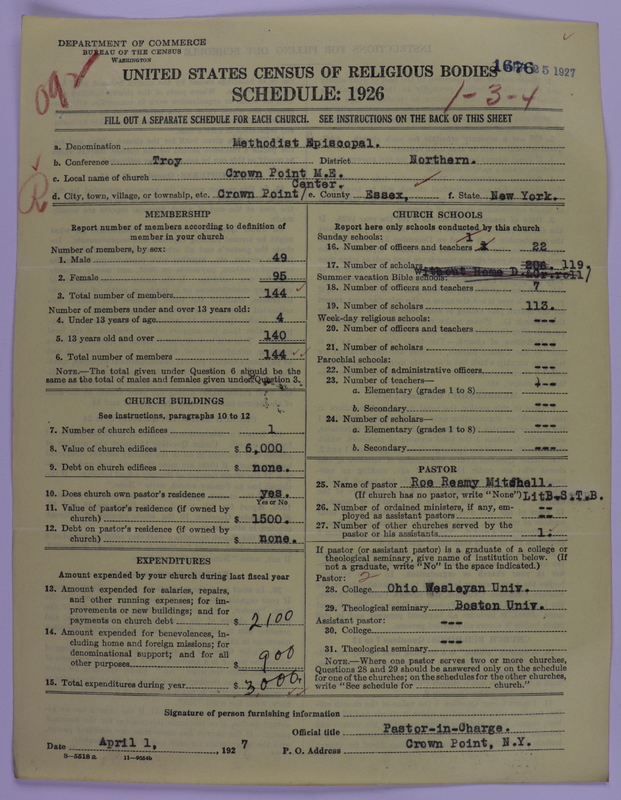 DEPARTMENT OF COMMERCE
BUREAU OF THE CENSUS
WASHINGTON
092
1676
25 1927
UNITED STATES CENSUS OF RELIGIOUS BODIES
SCHEDULE: 1926
1-3-4
FILL OUT A SEPARATE SCHEDULE FOR EACH CHURCH. SEE INSTRUCTIONS ON THE BACK OF THIS SHEET
a. Denomination Methodist Episcopal.
b. Conference Troy District Northern.
c. Local name of church Crown Point M.E.
Center.
R
d. City, town, village, or township, etc. Crown Point/ e. County Essex, f. State New York.
MEMBERSHIP
Report number of members according to definition of
member in your church
Number of members, by sex:
1. Male 49
2. Female 95
3. Total number of members 144
Number of members under and over 13 years old:
4. Under 13 years of age 4
5. 13 years old and over 140
6. Total number of members 144
NOTE.—The total given under Question 6 should be the
same as the total of males and females given under Question 3.
CHURCH BUILDINGS
See instructions, paragraphs 10 to 12
7. Number of church edifices 1
8. Value of church edifices $ 6,000
9. Debt on church edifices $ none.
10. Does church own pastor's residence yes.
Yes or No
11. Value of pastor's residence (if owned by
church) $ 1500.
12. Debt on pastor's residence (if owned by
church) $ none.
EXPENDITURES
Amount expended by your church during last fiscal year
13. Amount expended for salaries, repairs,
and other running expenses; for im-
provements or new buildings; and for
payments on church debt $ 2100
14. Amount expended for benevolences, in-
cluding home and foreign missions; for
denominational support; and for all
other purposes $ 900
15. Total expenditures during year $ 3000
CHURCH SCHOOLS
Report here only schools conducted by this church
Sunday schools: 1
16. Number of officers and teachers 22
17. Number of scholars 206. 119.
Without Home D. or.roll/
Summer vacation Bible schools:
18. Number of officers and teachers 7
19. Number of scholars 113.
Week-day religious schools:
20. Number of officers and teachers ---
21. Number of scholars ---
Parochial schools:
22. Number of administrative officers ---
23. Number of teachers—
a. Elementary (grades 1 to 8) ---
b. Secondary ---
24. Number of scholars—
a. Elementary (grades 1 to 8) ---
b. Secondary ---
PASTOR
25. Name of pastor Roe Reamy Mitchell.
(If church has no pastor, write "None") LitB.S.T.B.
26. Number of ordained ministers, if any, em-
ployed as assistant pastors --
27. Number of other churches served by the
pastor or his assistants 1.
If pastor (or assistant pastor) is a graduate of a college or
theological seminary, give name of institution below. (If
not a graduate, write "No" in the space indicated.)
Pastor: 2
28. College Ohio Wesleyan Univ.
29. Theological seminary Boston Univ.
Assistant pastor:
30. College ---
31. Theological seminary ---
NOTE.—Where one pastor serves two or more churches,
Questions 28 and 29 should be answered only on the schedule
for one of the churches; on the schedules for the other churches,
write "See schedule for church."
Signature of person furnishing information
Official title Pastor-in-Charge.
Date April 1, , 1927 P. O. Address Crown Point, N.Y.
8-5518a 11-9554b